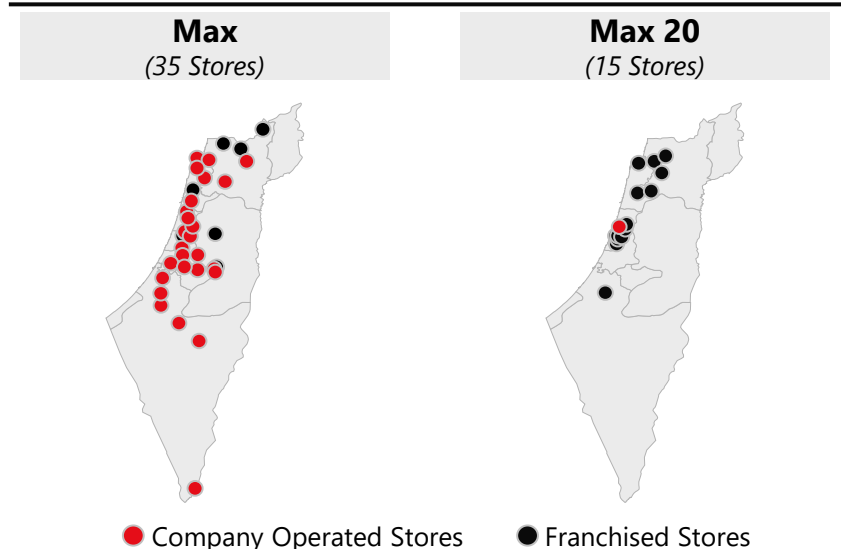 Max
(35 Stores)
Max 20
(15 Stores)
Company Operated Stores
Franchised Stores